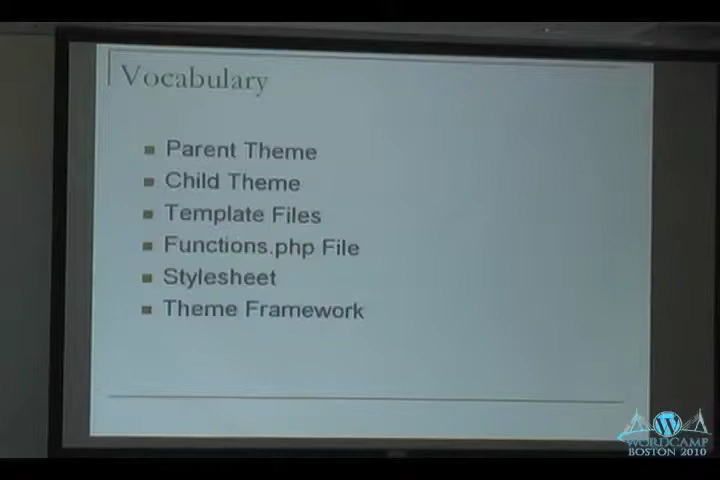 Vocabulary
Parent Theme
Child Theme
Template Files
Functions.php File
Stylesheet
Theme Framework
WORDCAMP
BOSTON 2010